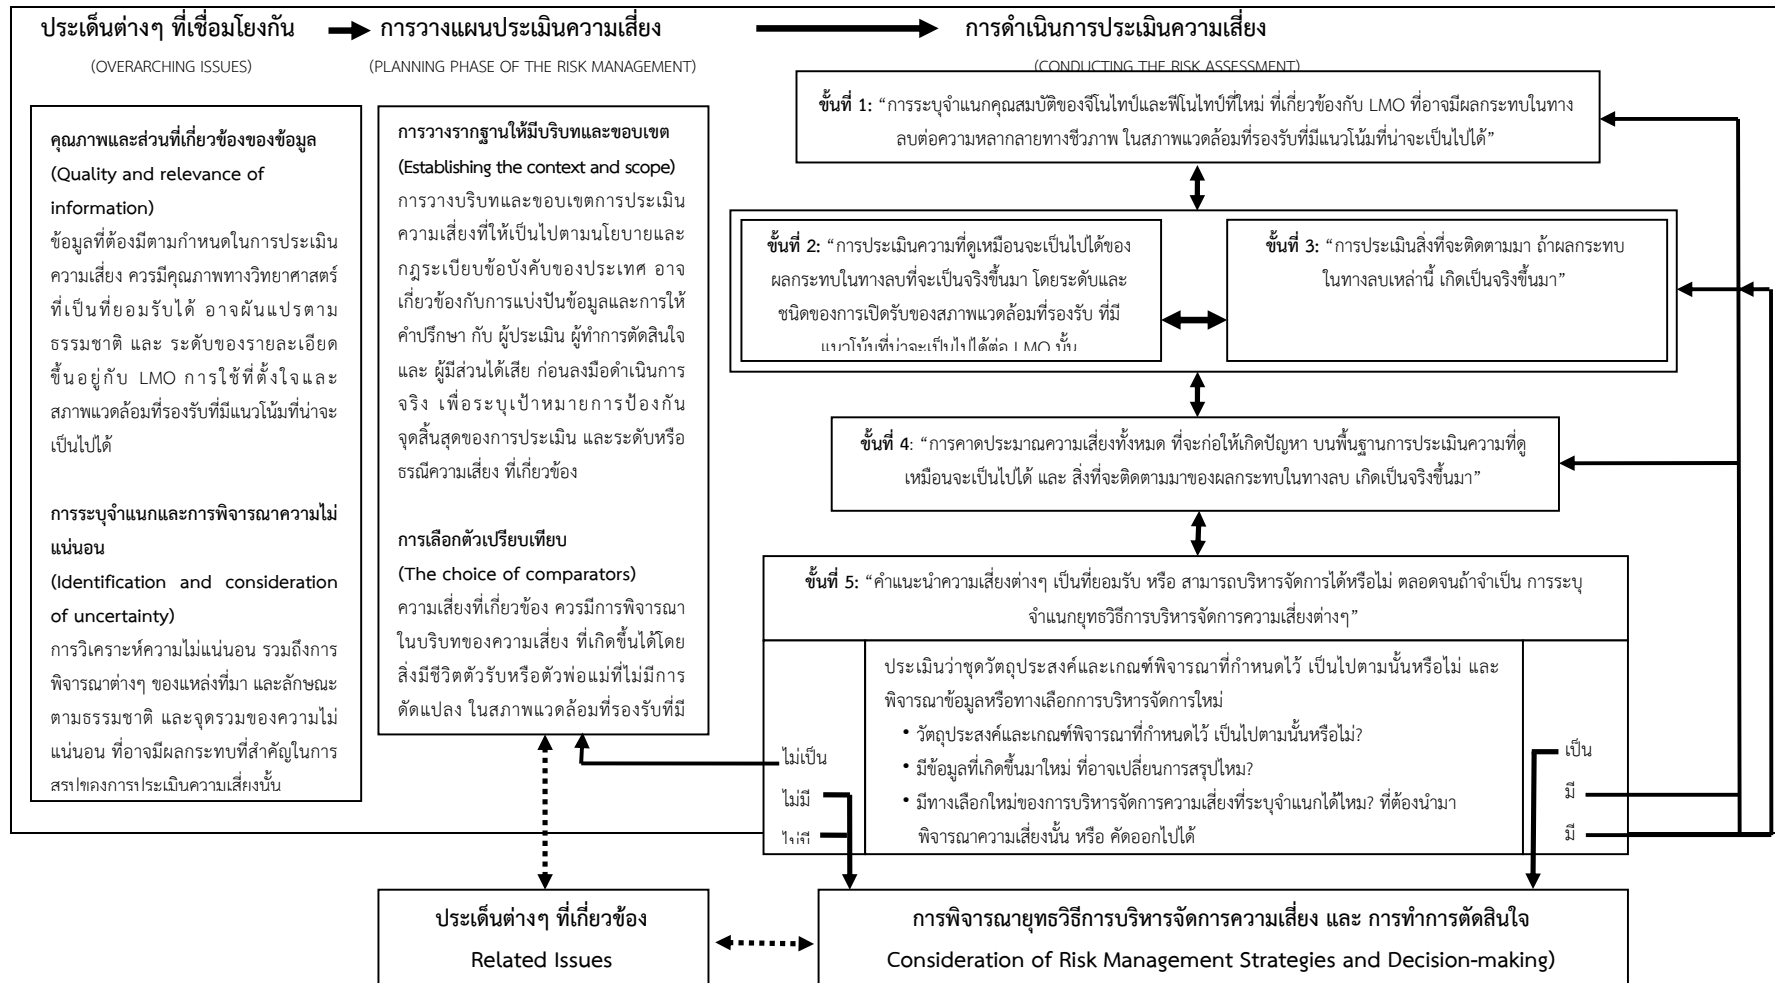 ประเด็นต่างๆ ที่เชื่อมโยงกัน
(OVERARCHING ISSUES)
การวางแผนประเมินความเสี่ยง
(PLANNING PHASE OF THE RISK MANAGEMENT)
การดำเนินการประเมินความเสี่ยง
(CONDUCTING THE RISK ASSESSMENT)
คุณภาพและส่วนที่เกี่ยวข้องของข้อมูล
(Quality and relevance of
information)
ข้อมูลที่ต้องมีตามกำหนดในการประเมิน
ความเสี่ยง ควรมีคุณภาพทางวิทยาศาสตร์
ที่เป็นที่ยอมรับได้ อาจผันแปรตาม
ธรรมชาติ และ ระดับของรายละเอียด
ขึ้นอยู่กับ LMO การใช้ที่ตั้งใจและ
สภาพแวดล้อมที่รองรับที่มีแนวโน้มที่น่าจะ
เป็นไปได้
การระบุจำแนกและการพิจารณาความไม่
แน่นอน
(Identification and consideration
of uncertainty)
การวิเคราะห์ความไม่แน่นอน รวมถึงการ
พิจารณาต่างๆ ของแหล่งที่มา และลักษณะ
ตามธรรมชาติ และจุดรวมของความไม่
แน่นอน ที่อาจมีผลกระทบที่สำคัญในการ
สรุปของการประเมินความเสี่ยงนั้น
การวางรากฐานให้มีบริบทและขอบเขต
(Establishing the context and scope)
การวางบริบทและขอบเขตการประเมิน
ความเสี่ยงที่ให้เป็นไปตามนโยบายและ
กฎระเบียบข้อบังคับของประเทศ อาจ
เกี่ยวข้องกับการแบ่งปันข้อมูลและการให้
คำปรึกษา กับ ผู้ประเมิน ผู้ทำการตัดสินใจ
และ ผู้มีส่วนได้เสีย ก่อนลงมือดำเนินการ
จริง เพื่อระบุเป้าหมายการป้องกัน
จุดสิ้นสุดของการประเมิน และระดับหรือ
ธรณีความเสี่ยง ที่เกี่ยวข้อง
การเลือกตัวเปรียบเทียบ
(The choice of comparators)
ความเสี่ยงที่เกี่ยวข้อง ควรมีการพิจารณา
ในบริบทของความเสี่ยง ที่เกิดขึ้นได้โดย
สิ่งมีชีวิตตัวรับหรือตัวพ่อแม่ที่ไม่มีการ
ดัดแปลง ในสภาพแวดล้อมที่รองรับที่มี
ขั้นที่ 1: “การระบุจำแนกคุณสมบัติของจีโนไทป์และฟีโนไทป์ที่ใหม่ ที่เกี่ยวข้องกับ LMO ที่อาจมีผลกระทบในทาง
ลบต่อความหลากหลายทางชีวภาพ ในสภาพแวดล้อมที่รองรับที่มีแนวโน้มที่น่าจะเป็นไปได้”
ขั้นที่ 2: “การประเมินความที่ดูเหมือนจะเป็นไปได้ของ
ผลกระทบในทางลบที่จะเป็นจริงขึ้นมา โดยระดับและ
ชนิดของการเปิดรับของสภาพแวดล้อมที่รองรับ ที่มี
แนวโน้มที่น่าจะเป็นไปได้ต่อ LMO นั้น
ขั้นที่ 3: “การประเมินสิ่งที่จะติดตามมา ถ้าผลกระทบ
ในทางลบเหล่านี้ เกิดเป็นจริงขึ้นมา”
ขั้นที่ 4: “การคาดประมาณความเสี่ยงทั้งหมด ที่จะก่อให้เกิดปัญหา บนพื้นฐานการประเมินความที่ดู
เหมือนจะเป็นไปได้ และ สิ่งที่จะติดตามมาของผลกระทบในทางลบ เกิดเป็นจริงขึ้นมา”
ขั้นที่ 5: “คำแนะนำความเสี่ยงต่างๆ เป็นที่ยอมรับ หรือ สามารถบริหารจัดการได้หรือไม่ ตลอดจนถ้าจำเป็น การระบุ
จำแนกยุทธวิธีการบริหารจัดการความเสี่ยงต่างๆ”
ประเมินว่าชุดวัตถุประสงค์และเกณฑ์พิจารณาที่กำหนดไว้ เป็นไปตามนั้นหรือไม่ และ
พิจารณาข้อมูลหรือทางเลือกการบริหารจัดการใหม่
• วัตถุประสงค์และเกณฑ์พิจารณาที่กำหนดไว้ เป็นไปตามนั้นหรือไม่?
• มีข้อมูลที่เกิดขึ้นมาใหม่ ที่อาจเปลี่ยนการสรุปไหม?
• มีทางเลือกใหม่ของการบริหารจัดการความเสี่ยงที่ระบุจำแนกได้ไหม? ที่ต้องนำมา
พิจารณาความเสี่ยงนั้น หรือ คัดออกไปได้
ไม่เป็น
ไม่มี
ไม่มี
เป็น
มี
มี
ประเด็นต่างๆ ที่เกี่ยวข้อง
Related Issues
การพิจารณายุทธวิธีการบริหารจัดการความเสี่ยง และ การทำการตัดสินใจ
Consideration of Risk Management Strategies and Decision-making)